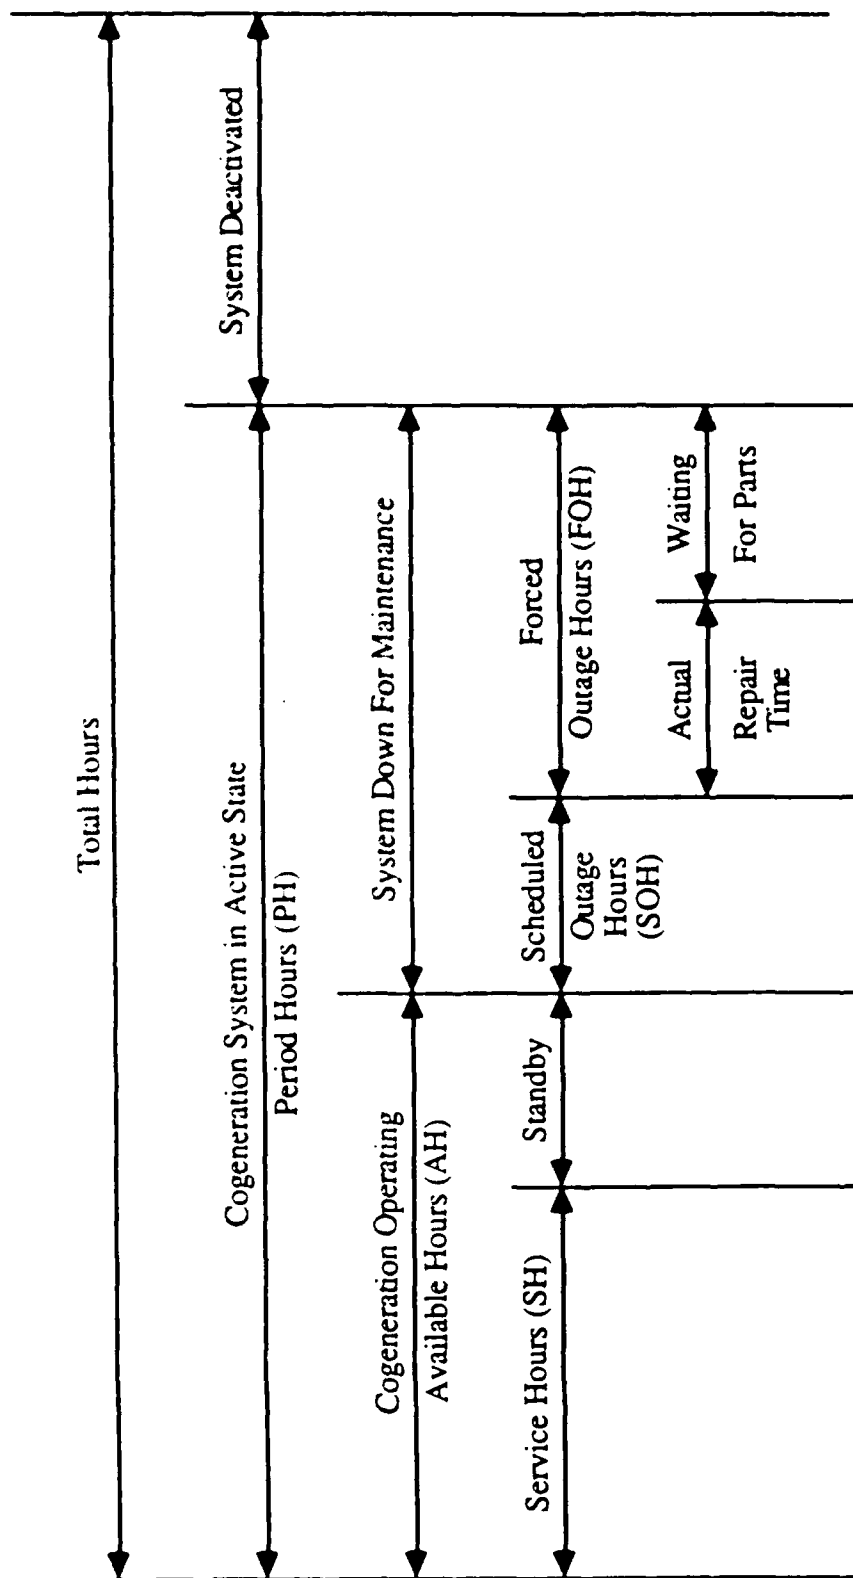 Total Hours
Cogeneration System in Active State
Period Hours (PH)
System Deactivated
Cogeneration Operating
Available Hours (AH)
System Down For Maintenance
Service Hours (SH)
Standby
Scheduled
Outage
Hours
(SOH)
Forced
Outage Hours (FOH)
Actual
Repair
Time
Waiting
For Parts